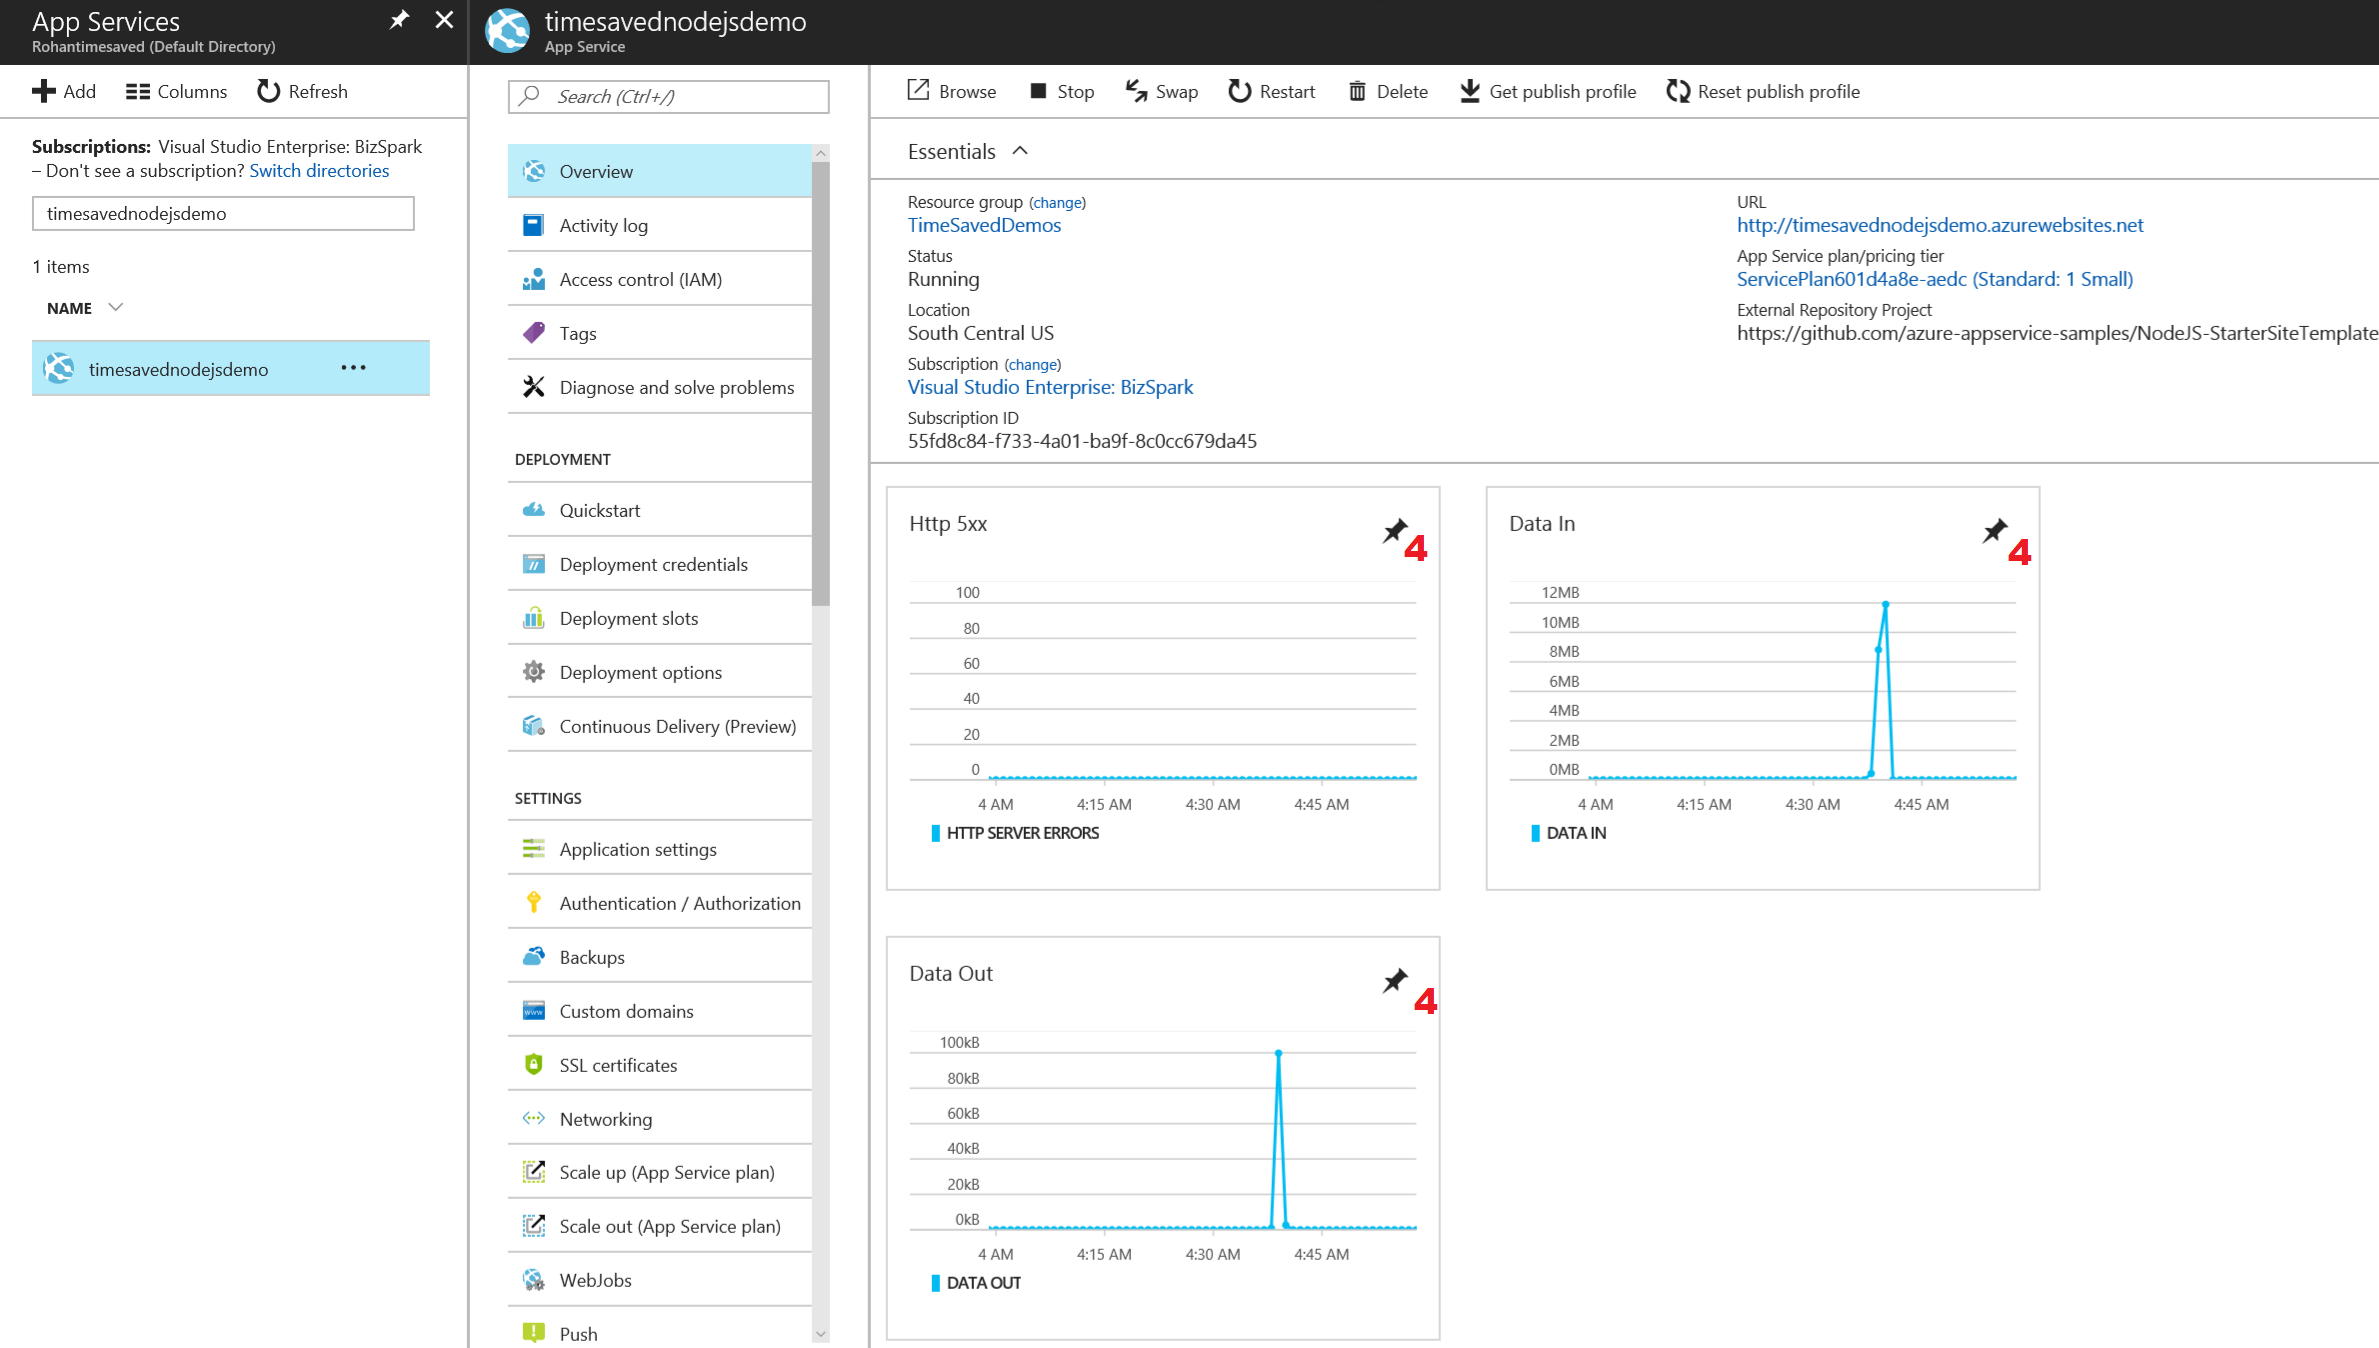 App Services
Rohantimesaved (Default Directory)
Add
Columns
Refresh
Subscriptions: Visual Studio Enterprise: BizSpark
– Don't see a subscription? Switch directories
timesavednodejsdemo
1 items
NAME
timesavednodejsdemo
...
timesavednodejsdemo
App Service
Search (Ctrl+/)
Overview
Activity log
Access control (IAM)
Tags
Diagnose and solve problems
DEPLOYMENT
Quickstart
Deployment credentials
Deployment slots
Deployment options
Continuous Delivery (Preview)
SETTINGS
Application settings
Authentication / Authorization
Backups
Custom domains
SSL certificates
Networking
Scale up (App Service plan)
Scale out (App Service plan)
WebJobs
Push
Browse
Stop
Swap
Restart
Delete
Get publish profile
Reset publish profile
Essentials
Resource group (change)
TimeSavedDemos
Status
Running
Location
South Central US
Subscription (change)
Visual Studio Enterprise: BizSpark
Subscription ID
55fd8c84-f733-4a01-ba9f-8c0cc679da45
URL
http://timesavednodejsdemo.azurewebsites.net
App Service plan/pricing tier
ServicePlan601d4a8e-aedc (Standard: 1 Small)
External Repository Project
https://github.com/azure-appservice-samples/NodeJS-StarterSiteTemplate
Http 5xx
4
100
80
60
40
20
0
4 AM
4:15 AM
4:30 AM
4:45 AM
HTTP SERVER ERRORS
Data In
4
12MB
10MB
8MB
6MB
4MB
2MB
0MB
4 AM
4:15 AM
4:30 AM
4:45 AM
DATA IN
Data Out
4
100kB
80kB
60kB
40kB
20kB
0kB
4 AM
4:15 AM
4:30 AM
4:45 AM
DATA OUT